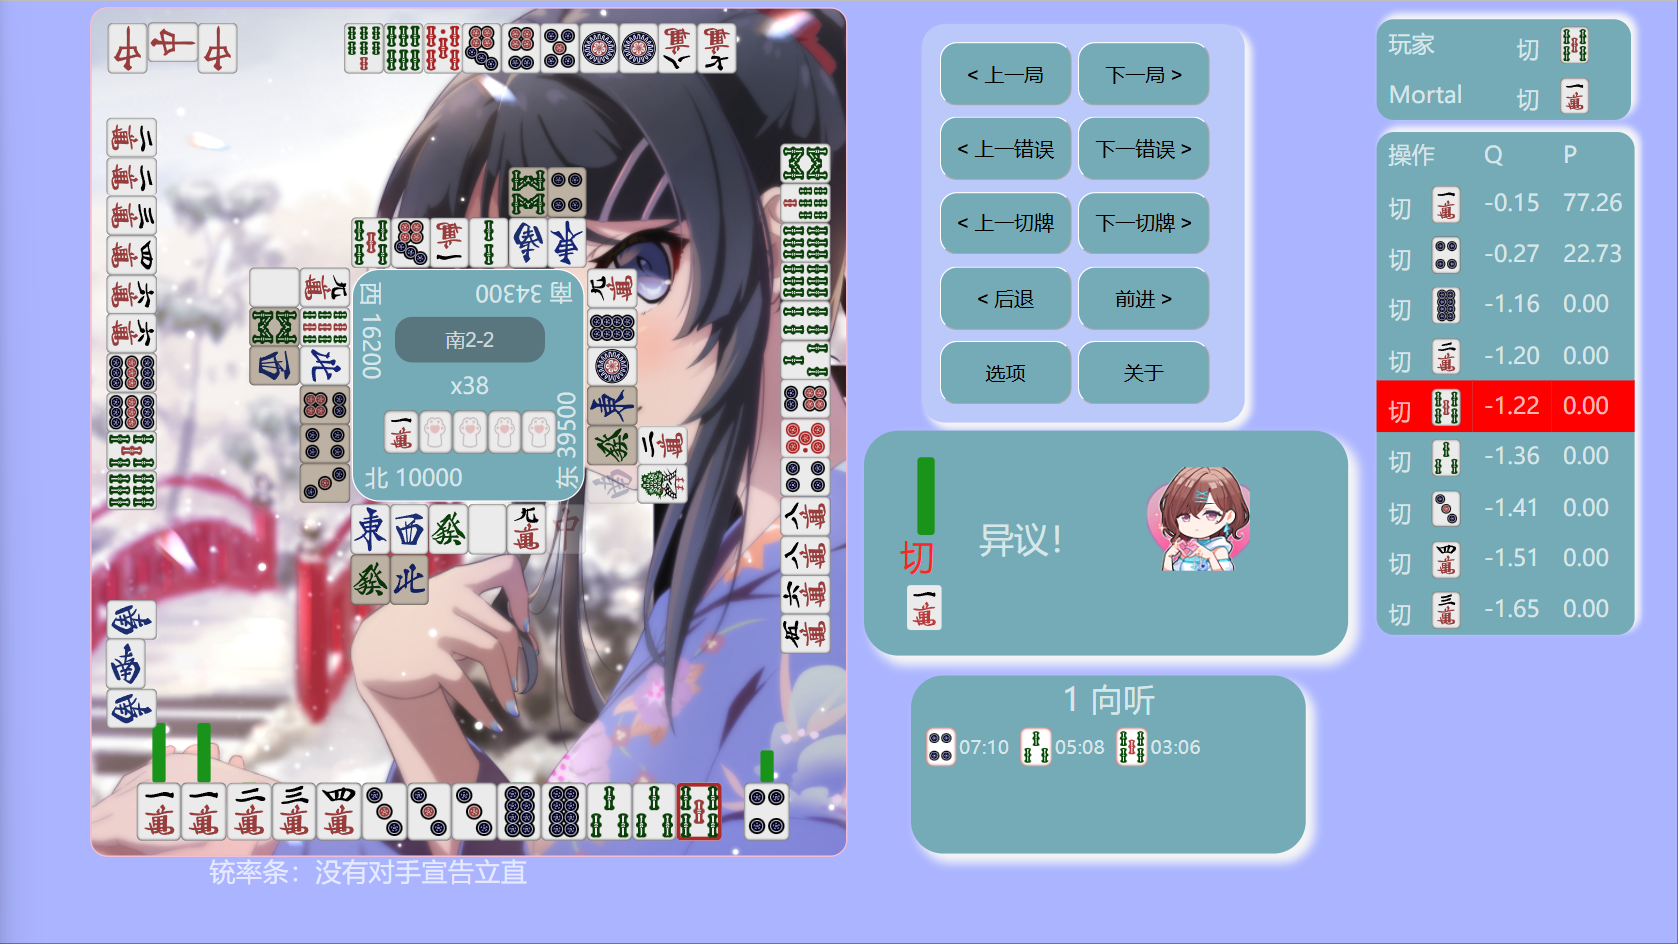 南 34300
西 16200
南2-2
x38
东 39500
北 10000
铳率条：没有对手宣告立直
< 上一局
下一局 >
< 上一错误
下一错误 >
< 上一切牌
下一切牌 >
< 后退
前进 >
选项
关于
切
异议！
1 向听
07:10 05:08 03:06
玩家 切
Mortal 切
操作 Q P
切 -0.15 77.26
切 -0.27 22.73
切 -1.16 0.00
切 -1.20 0.00
切 -1.22 0.00
切 -1.36 0.00
切 -1.41 0.00
切 -1.51 0.00
切 -1.65 0.00